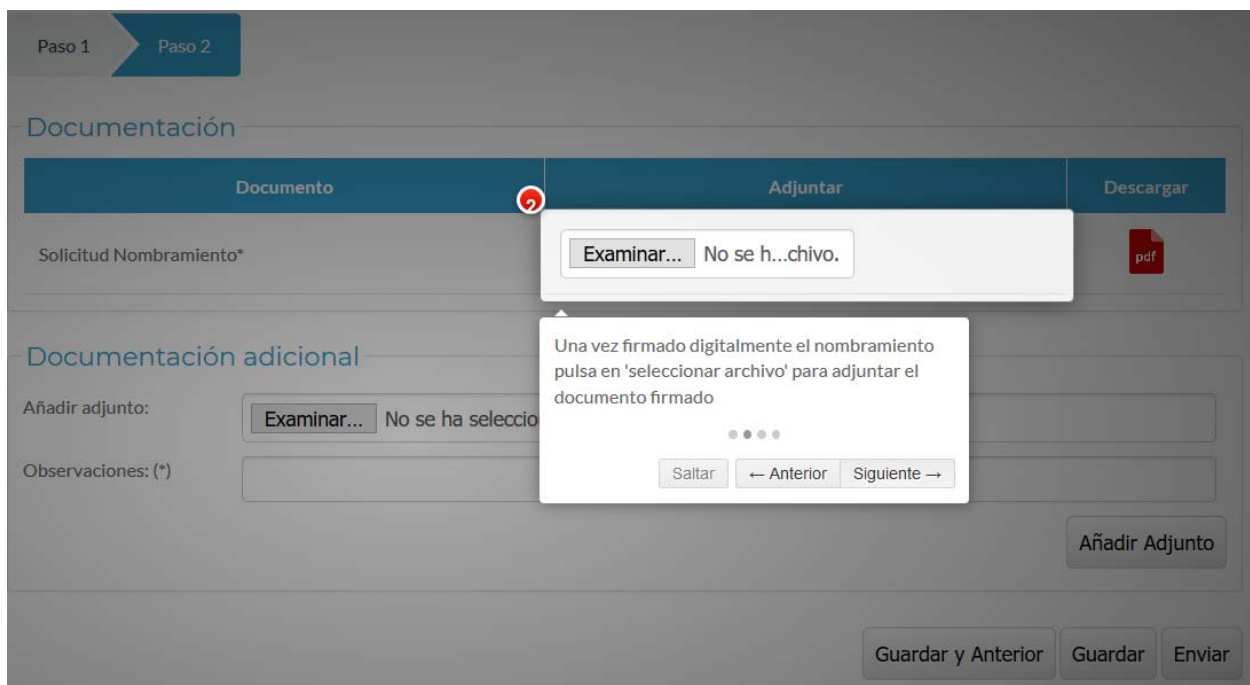 Paso 1 Paso 2
Documentación
Documento Adjuntar Descargar
2
Solicitud Nombramiento* Examinar... No se h...chivo. pdf
Una vez firmado digitalmente el nombramiento
pulsa en 'seleccionar archivo' para adjuntar el
documento firmado
Saltar ← Anterior Siguiente →
Documentación adicional
Añadir adjunto: Examinar... No se ha seleccio
Observaciones: (*)
Añadir Adjunto
Guardar y Anterior Guardar Enviar